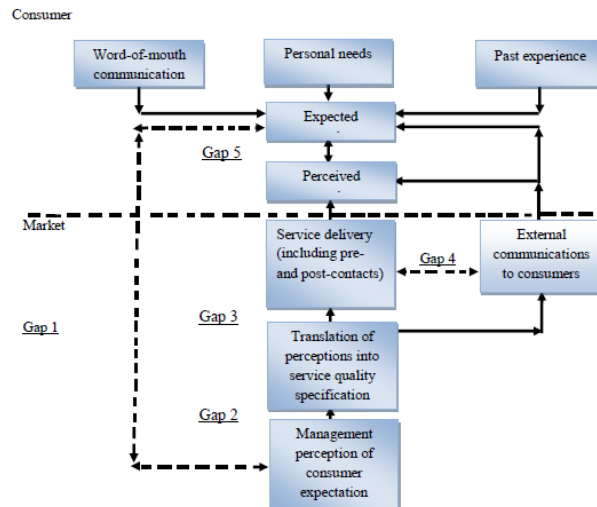 Consumer
Word-of-mouth
communication
Personal needs
Past experience
Expected
Gap 5
Perceived
Market
Service delivery
(including pre-
and post-contacts)
Gap 4
External
communications
to consumers
Gap 1
Gap 3
Translation of
perceptions into
service quality
specification
Gap 2
Management
perception of
consumer
expectation